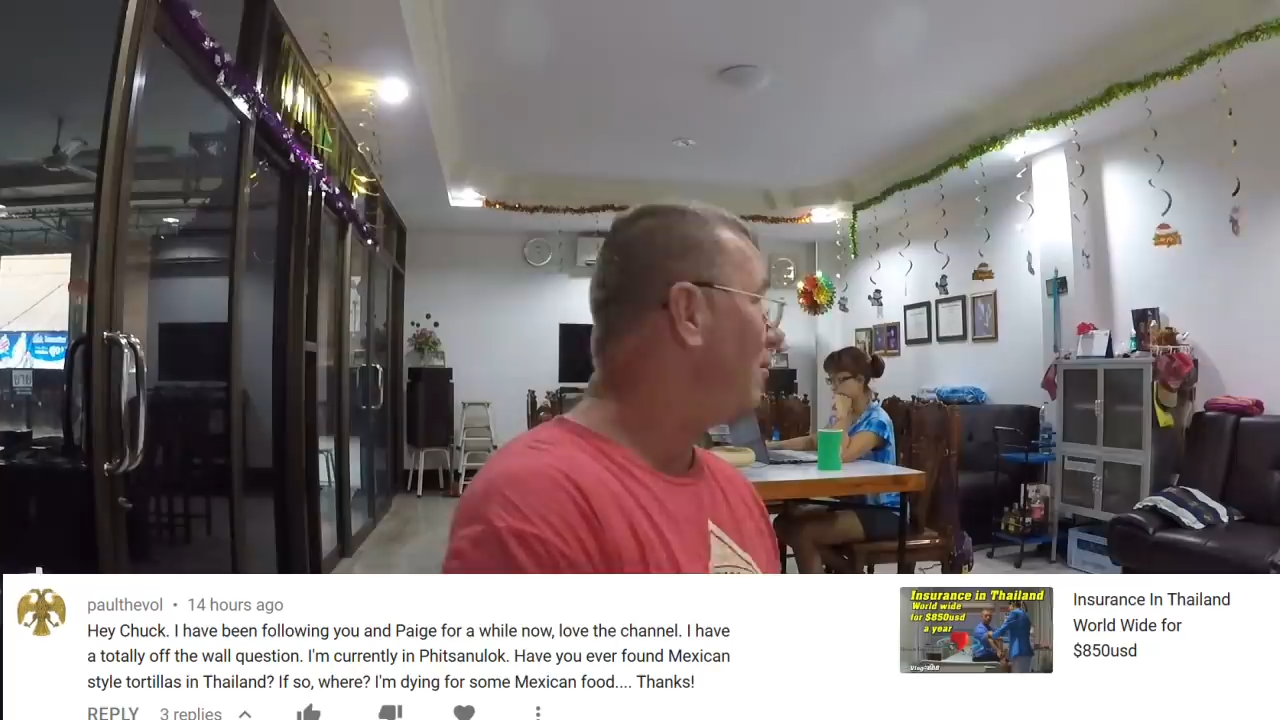 paulthevol • 14 hours ago
Hey Chuck. I have been following you and Paige for a while now, love the channel. I have
a totally off the wall question. I'm currently in Phitsanulok. Have you ever found Mexican
style tortillas in Thailand? If so, where? I'm dying for some Mexican food.... Thanks!
REPLY 3 replies
Insurance in Thailand
World wide
for $850usd
a year
Insurance In Thailand
World Wide for
$850usd